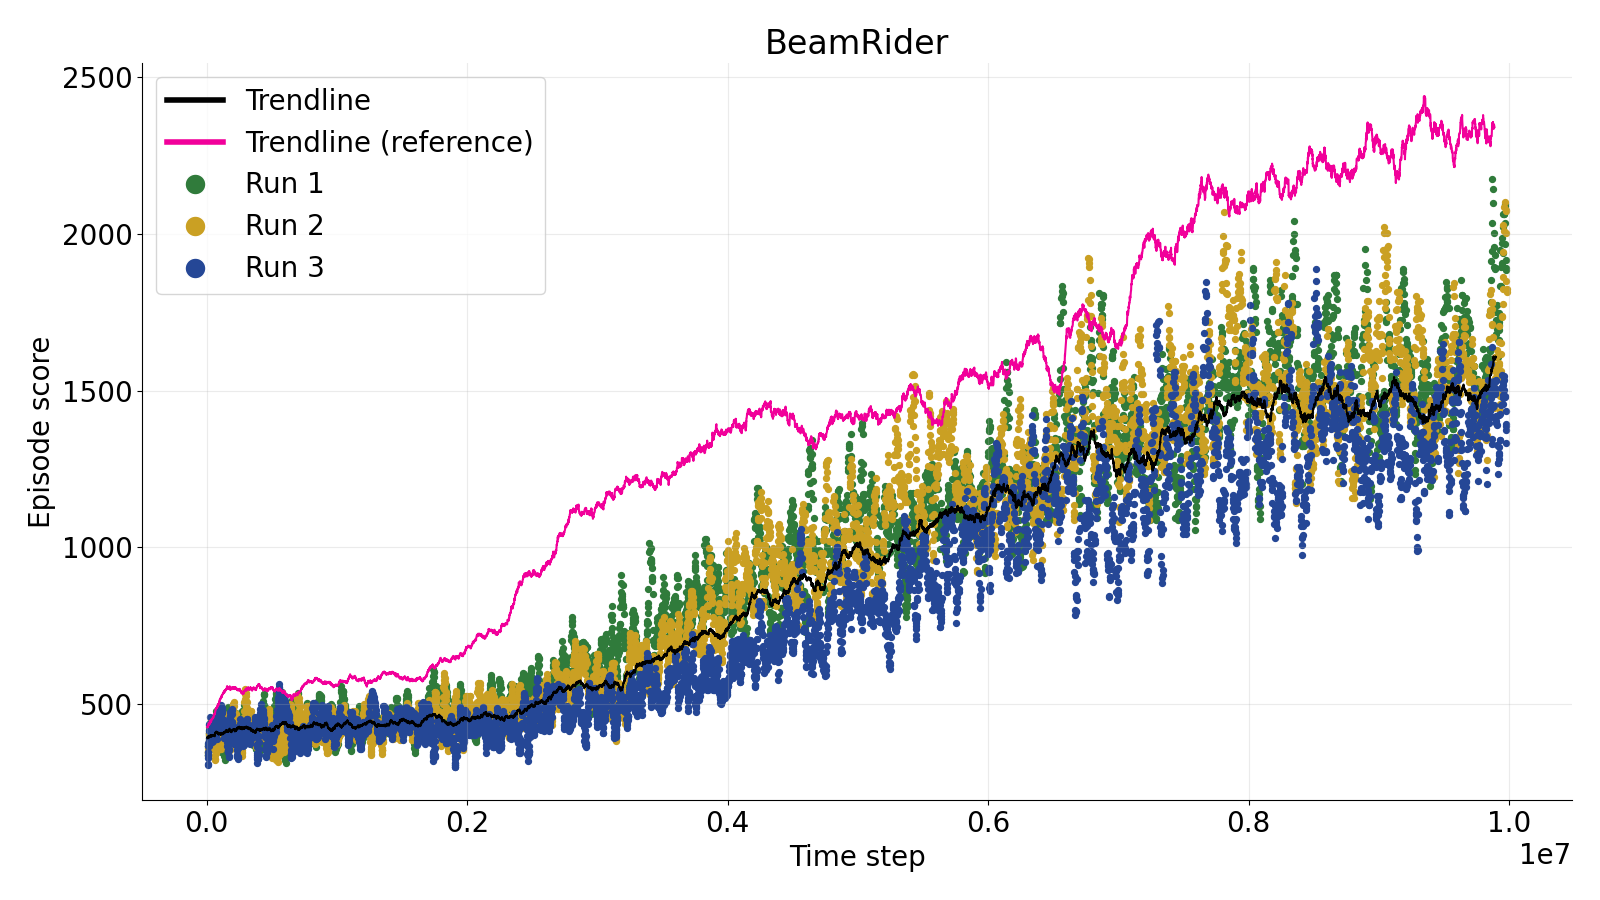 BeamRider
Trendline
Trendline (reference)
Run 1
Run 2
Run 3
Episode score
2500
2000
1500
1000
500
0.0 0.2 0.4 0.6 0.8 1.0
1e7
Time step